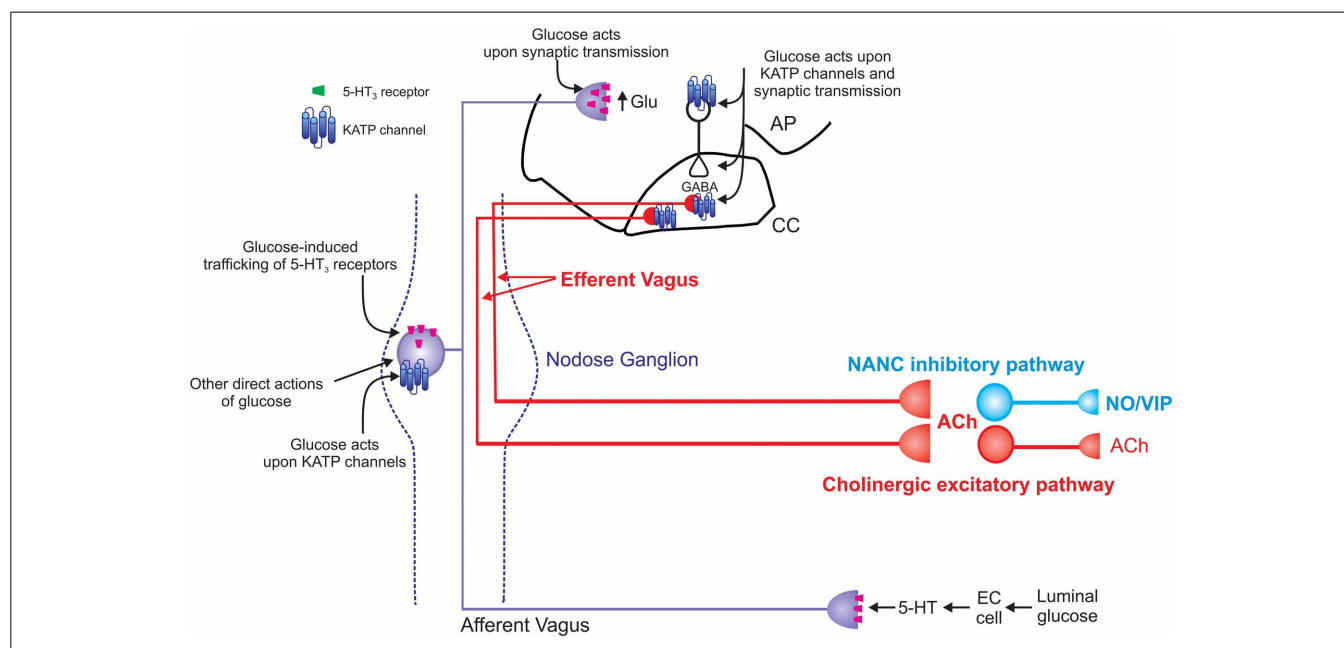 Glucose acts
upon synaptic transmission
Glucose acts upon
KATP channels and
synaptic transmission
5-HT₃ receptor
KATP channel
Glu
AP
GABA
CC
Glucose-induced
trafficking of 5-HT₃ receptors
Efferent Vagus
Nodose Ganglion
Other direct actions
of glucose
Glucose acts
upon KATP channels
NANC inhibitory pathway
NO/VIP
ACh
ACh
Cholinergic excitatory pathway
Afferent Vagus
5-HT
EC
cell
Luminal
glucose